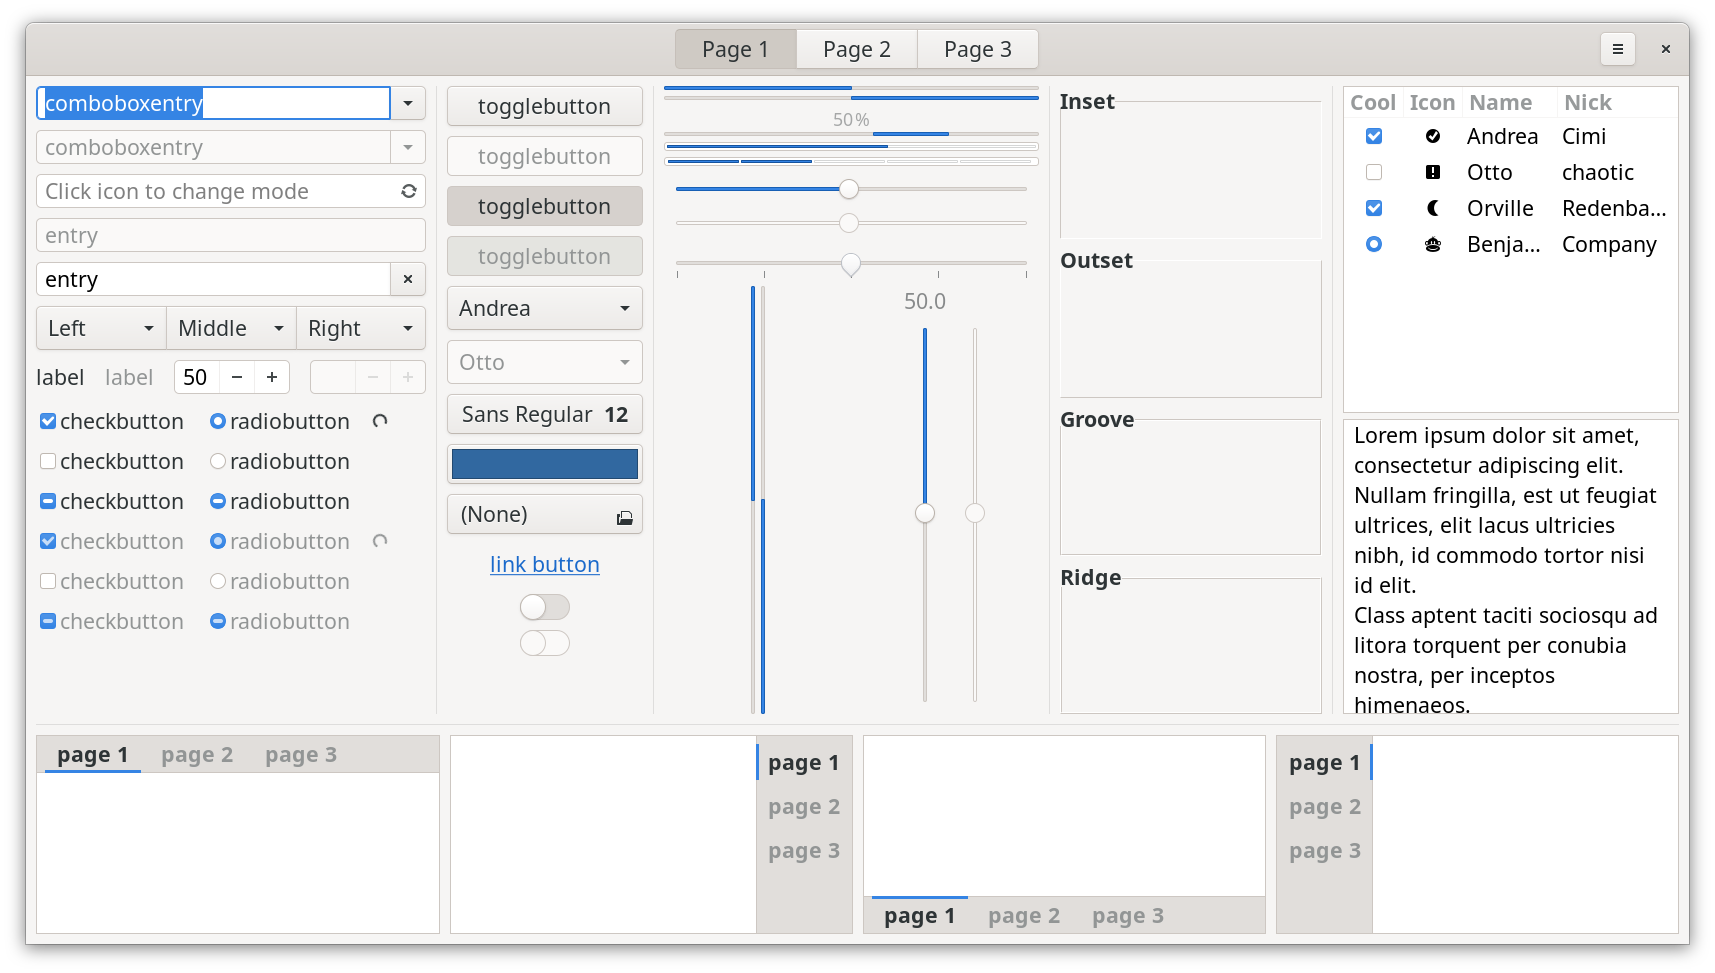 Page 1 Page 2 Page 3
comboboxentry
comboboxentry
Click icon to change mode
entry
entry
Left Middle Right
label label 50
checkbutton radiobutton
checkbutton radiobutton
checkbutton radiobutton
checkbutton radiobutton
checkbutton radiobutton
checkbutton radiobutton
togglebutton
togglebutton
togglebutton
togglebutton
Andrea
Otto
Sans Regular 12
(None)
link button
50 %
50.0
Inset
Outset
Groove
Ridge
Cool Icon Name Nick
Andrea Cimi
Otto chaotic
Orville Redenba...
Benja... Company
Lorem ipsum dolor sit amet,
consectetur adipiscing elit.
Nullam fringilla, est ut feugiat
ultrices, elit lacus ultricies
nibh, id commodo tortor nisi
id elit.
Class aptent taciti sociosqu ad
litora torquent per conubia
nostra, per inceptos
himenaeos.
page 1 page 2 page 3
page 1
page 2
page 3
page 1 page 2 page 3
page 1
page 2
page 3